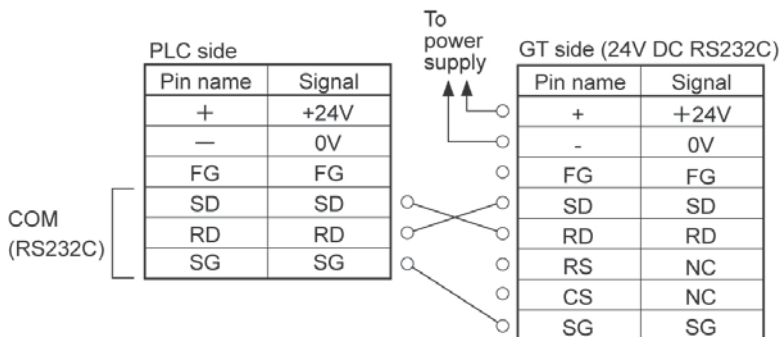 To
power
supply
PLC side
GT side (24V DC RS232C)
Pin name Signal
+ +24V
— 0V
FG FG
SD SD
RD RD
SG SG
COM
(RS232C)
Pin name Signal
+ +24V
- 0V
FG FG
SD SD
RD RD
RS NC
CS NC
SG SG